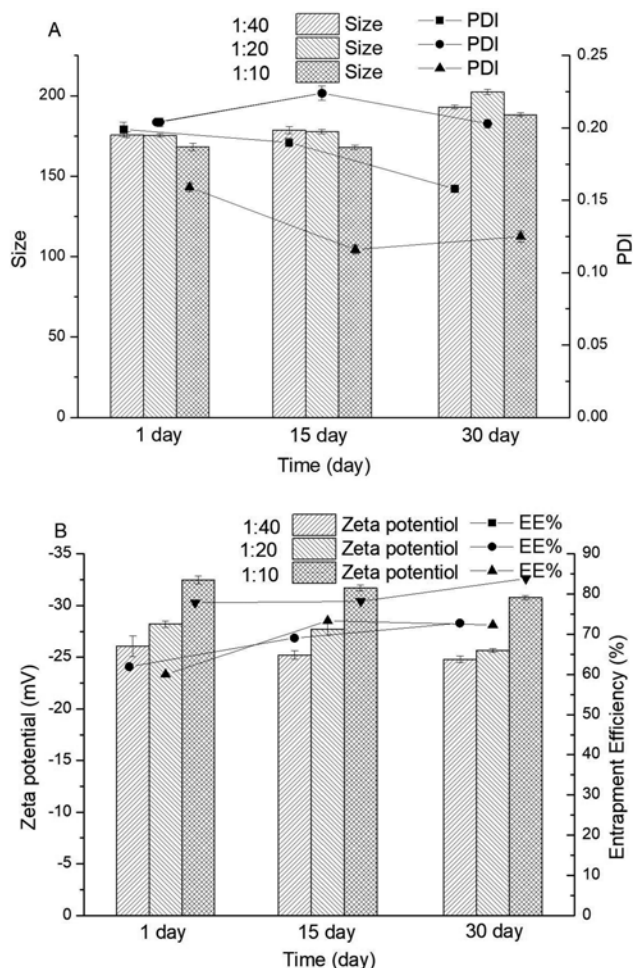 A
1:40 Size PDI
1:20 Size PDI
1:10 Size PDI
200
150
100
50
0
Size
0.25
0.20
0.15
0.10
0.05
0.00
PDI
1 day 15 day 30 day
Time (day)
B
1:40 Zeta potentiol EE%
1:20 Zeta potentiol EE%
1:10 Zeta potentiol EE%
-35
-30
-25
-20
-15
-10
-5
0
Zeta potential (mV)
90
80
70
60
50
40
30
20
10
0
Entrapment Efficiency (%)
1 day 15 day 30 day
Time (day)